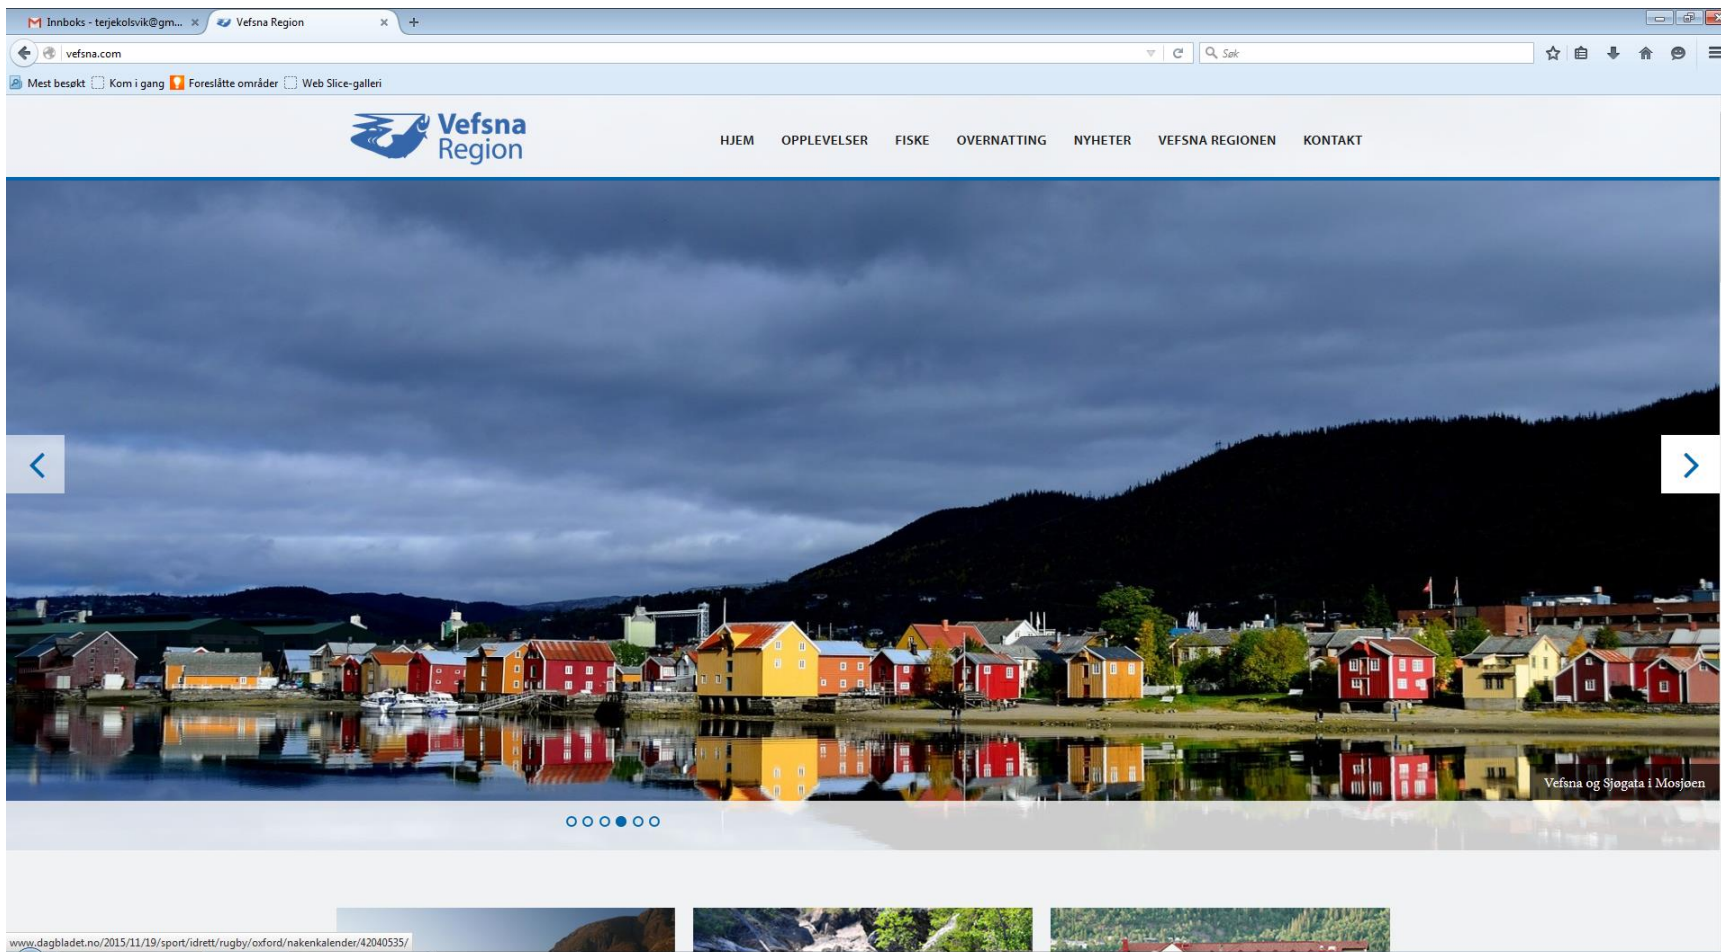 Innboks - terjekolsvik@gm...
Vefsna Region
vefsna.com
Søk
Mest besøkt Kom i gang Foreslåtte områder Web Slice-galleri
Vefsna
Region
HJEM OPPLEVELSER FISKE OVERNATTING NYHETER VEFSNA REGIONEN KONTAKT
Vefsna og Sjøgata i Mosjøen
www.dagbladet.no/2015/11/19/sport/idrett/rugby/oxford/nakenkalender/42040535/